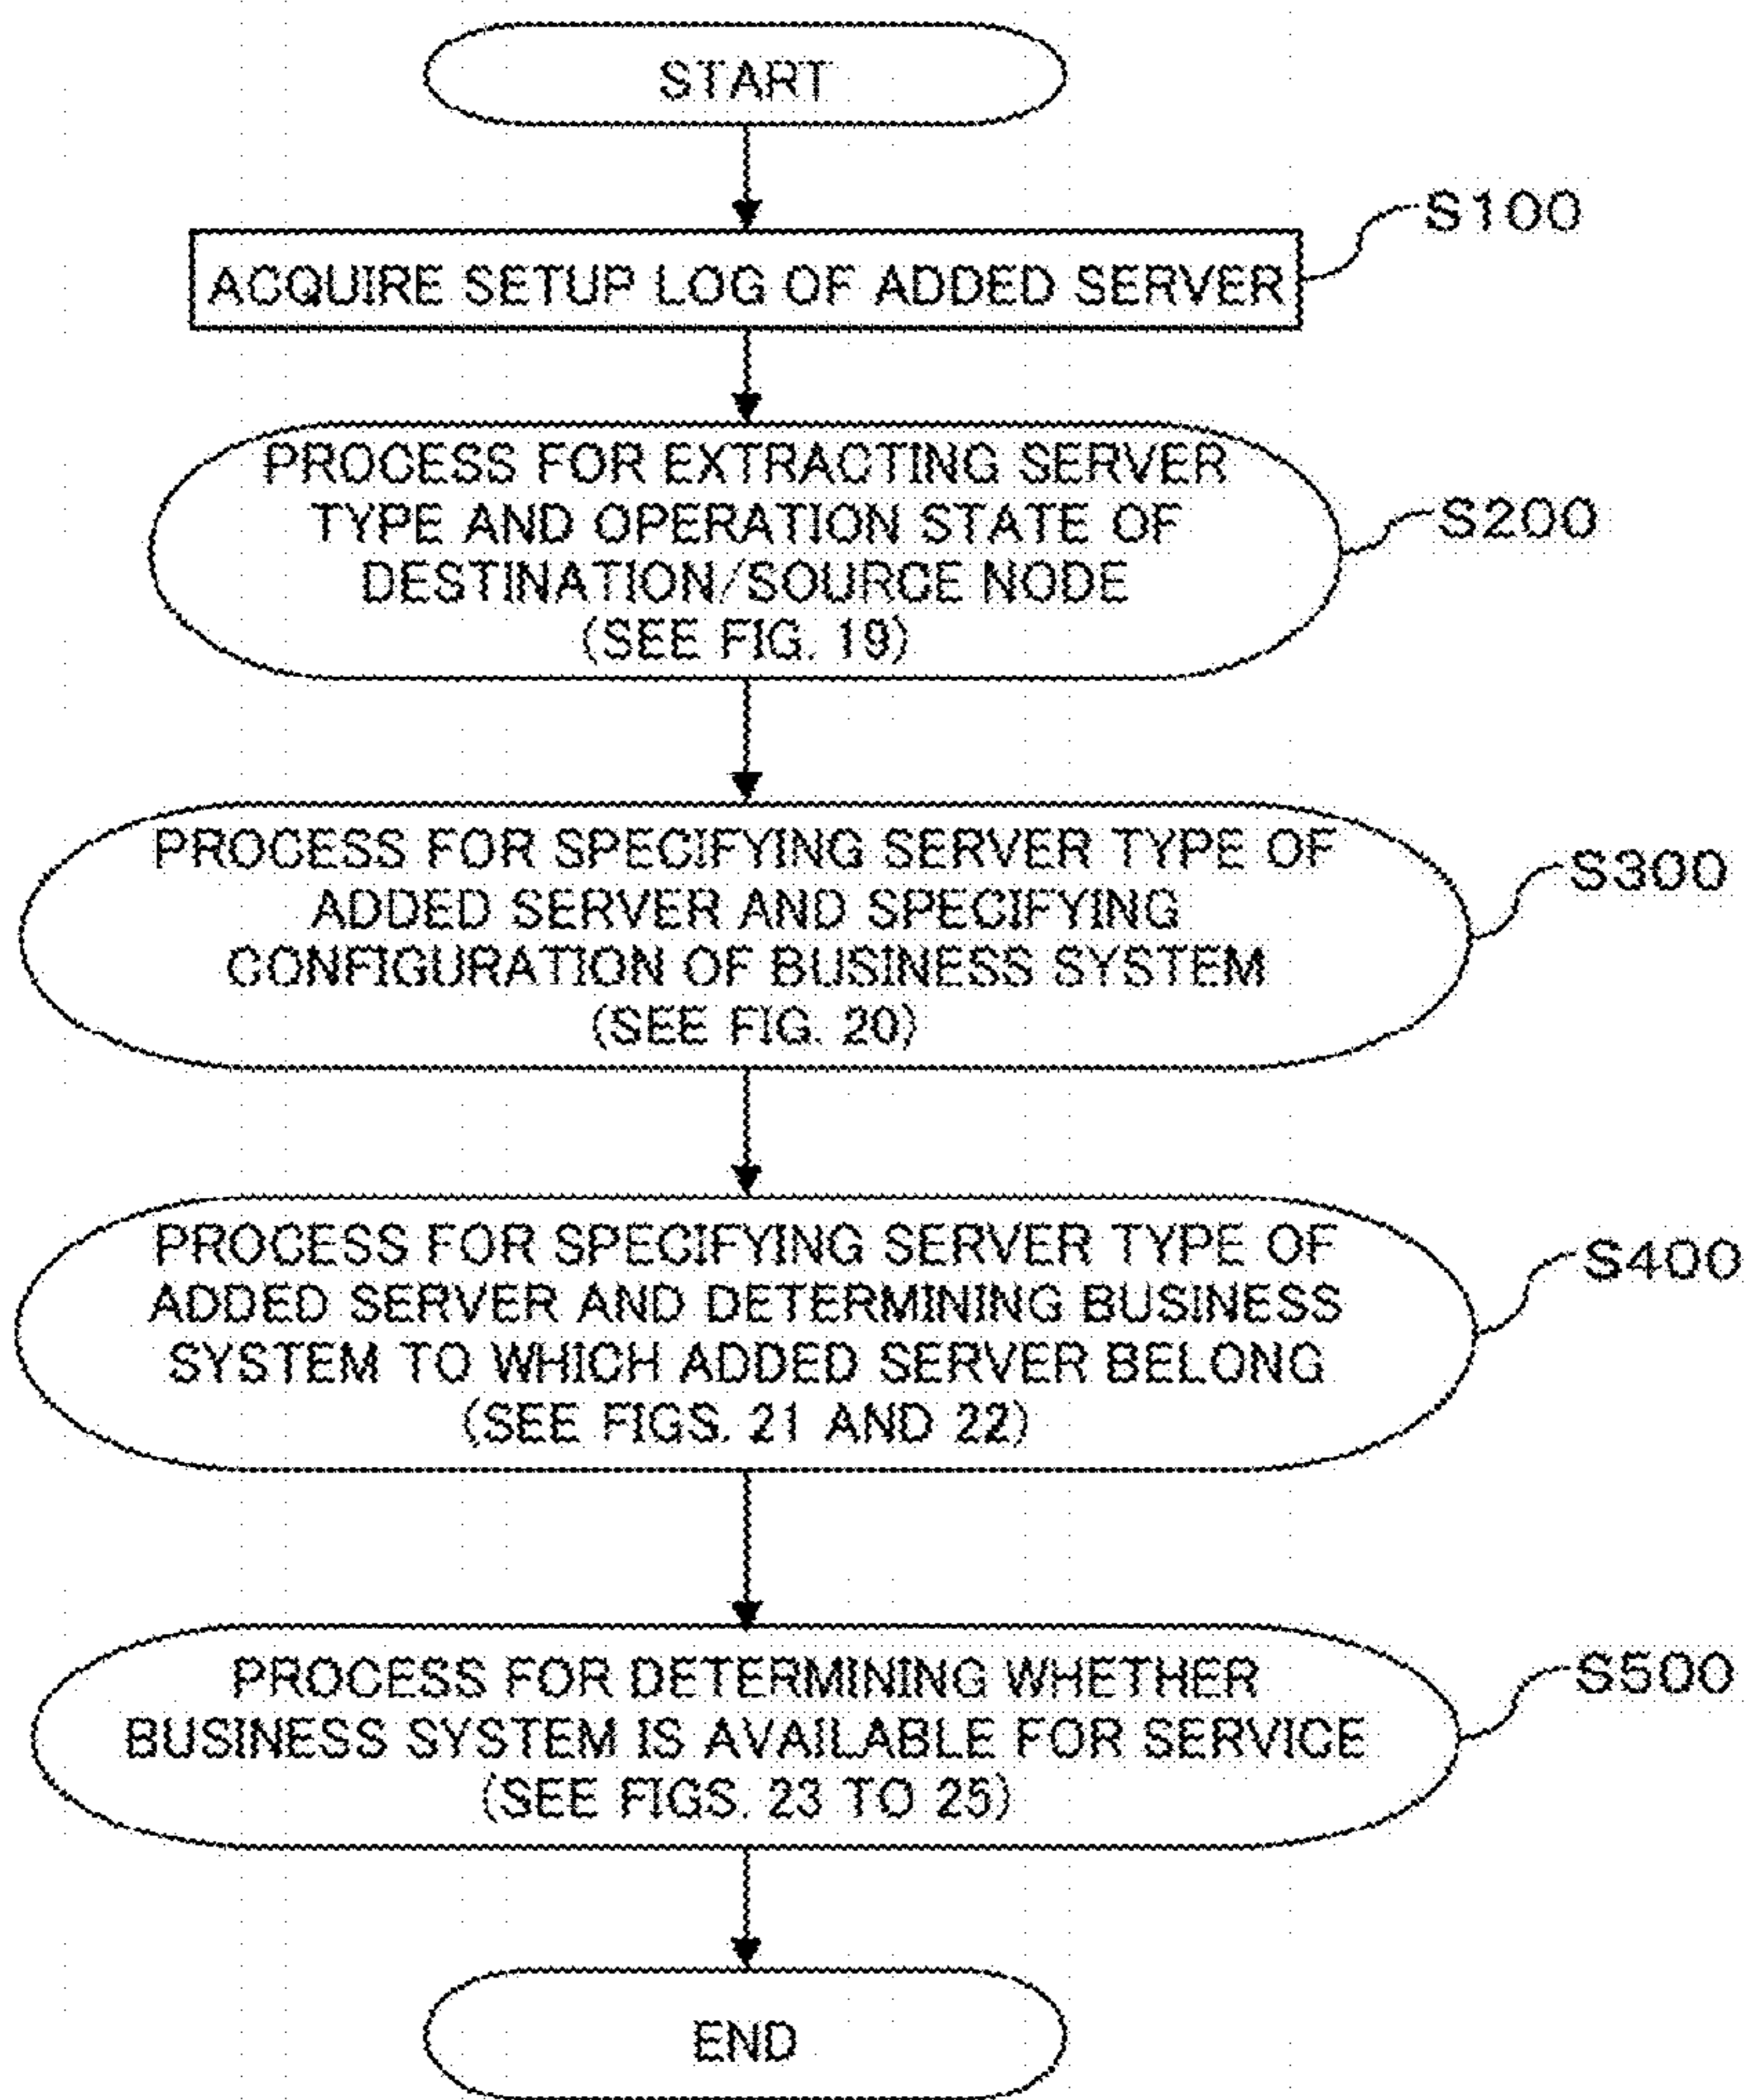 START
S100
ACQUIRE SETUP LOG OF ADDED SERVER
PROCESS FOR EXTRACTING SERVER
TYPE AND OPERATION STATE OF
DESTINATION/SOURCE NODE
(SEE FIG. 19)
S200
PROCESS FOR SPECIFYING SERVER TYPE OF
ADDED SERVER AND SPECIFYING
CONFIGURATION OF BUSINESS SYSTEM
(SEE FIG. 20)
S300
PROCESS FOR SPECIFYING SERVER TYPE OF
ADDED SERVER AND DETERMINING BUSINESS
SYSTEM TO WHICH ADDED SERVER BELONG
(SEE FIGS. 21 AND 22)
S400
PROCESS FOR DETERMINING WHETHER
BUSINESS SYSTEM IS AVAILABLE FOR SERVICE
(SEE FIGS. 23 TO 25)
S500
END